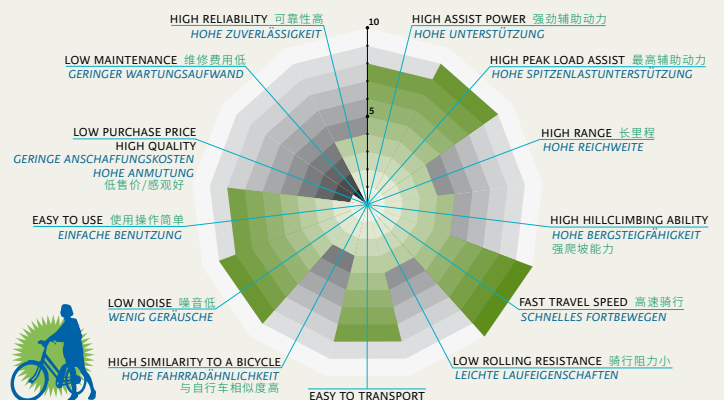 10
5
HIGH RELIABILITY 可靠性高
HOHE ZUVERLÄSSIGKEIT
HIGH ASSIST POWER 强劲辅助动力
HOHE UNTERSTÜTZUNG
LOW MAINTENANCE 维修费用低
GERINGER WARTUNGSAUFWAND
HIGH PEAK LOAD ASSIST 最高辅助动力
HOHE SPITZENLASTUNTERSTÜTZUNG
LOW PURCHASE PRICE
HIGH QUALITY
GERINGE ANSCHAFFUNGSKOSTEN
HOHE ANMUTUNG
低售价/感观好
HIGH RANGE 长里程
HOHE REICHWEITE
EASY TO USE 使用操作简单
EINFACHE BENUTZUNG
HIGH HILLCLIMBING ABILITY
HOHE BERGSTEIGFÄHIGKEIT
强爬坡能力
LOW NOISE 噪音低
WENIG GERÄUSCHE
FAST TRAVEL SPEED 高速骑行
SCHNELLES FORTBEWEGEN
HIGH SIMILARITY TO A BICYCLE
HOHE FAHRRADÄHNLICHKEIT
与自行车相似度高
LOW ROLLING RESISTANCE 骑行阻力小
LEICHTE LAUFEIGENSCHAFTEN
EASY TO TRANSPORT